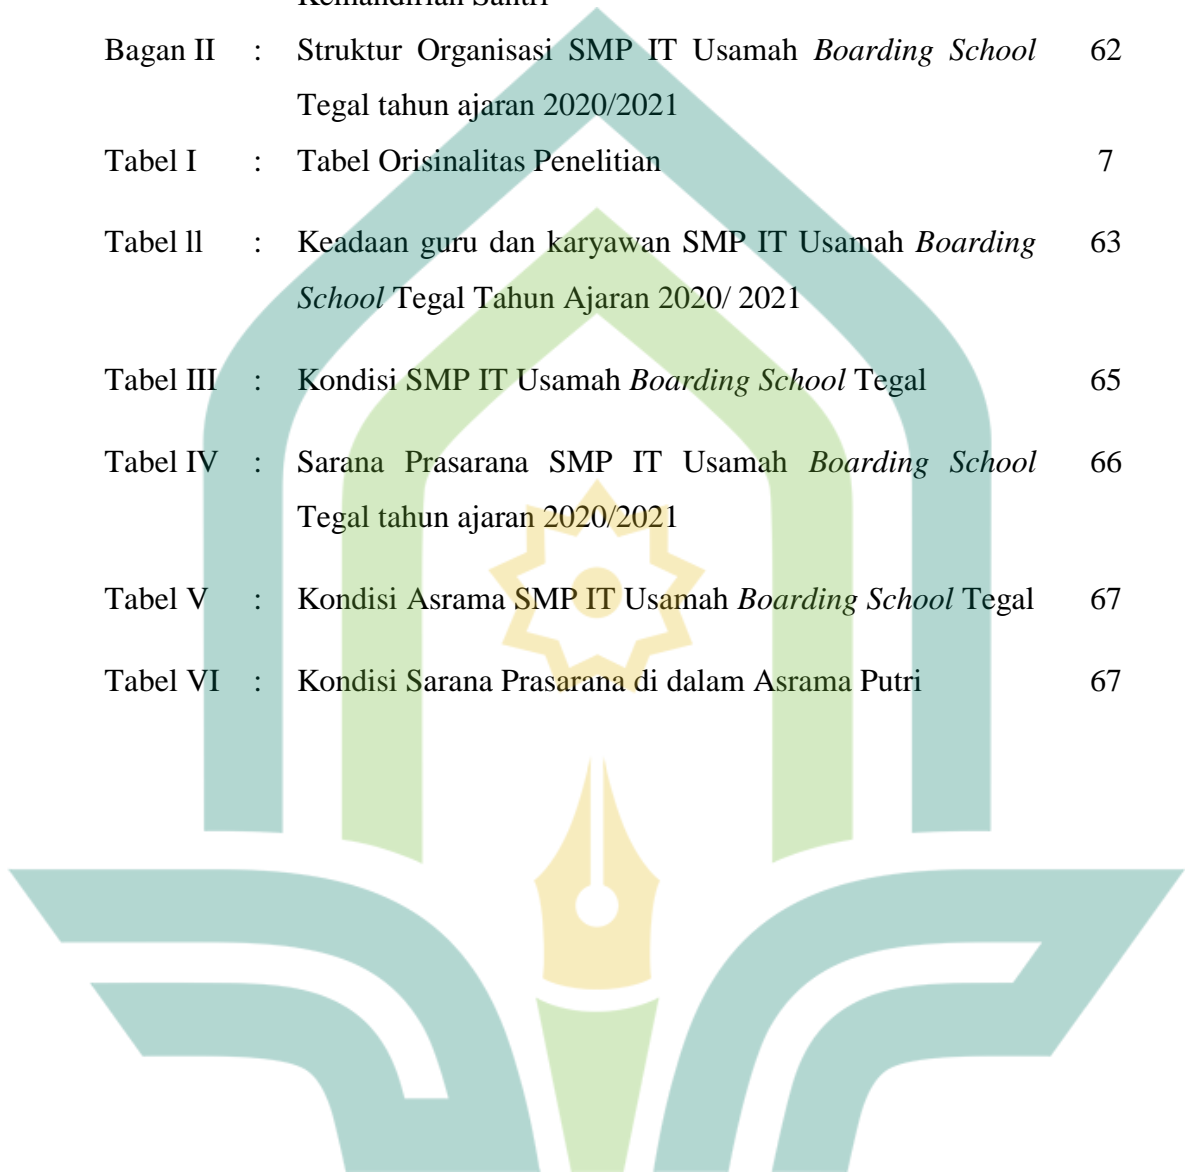 Kemandirian Santri
Bagan II : Struktur Organisasi SMP IT Usamah Boarding School 62
Tegal tahun ajaran 2020/2021
Tabel I : Tabel Orisinalitas Penelitian 7
Tabel ll : Keadaan guru dan karyawan SMP IT Usamah Boarding 63
School Tegal Tahun Ajaran 2020/ 2021
Tabel III : Kondisi SMP IT Usamah Boarding School Tegal 65
Tabel IV : Sarana Prasarana SMP IT Usamah Boarding School 66
Tegal tahun ajaran 2020/2021
Tabel V : Kondisi Asrama SMP IT Usamah Boarding School Tegal 67
Tabel VI : Kondisi Sarana Prasarana di dalam Asrama Putri 67